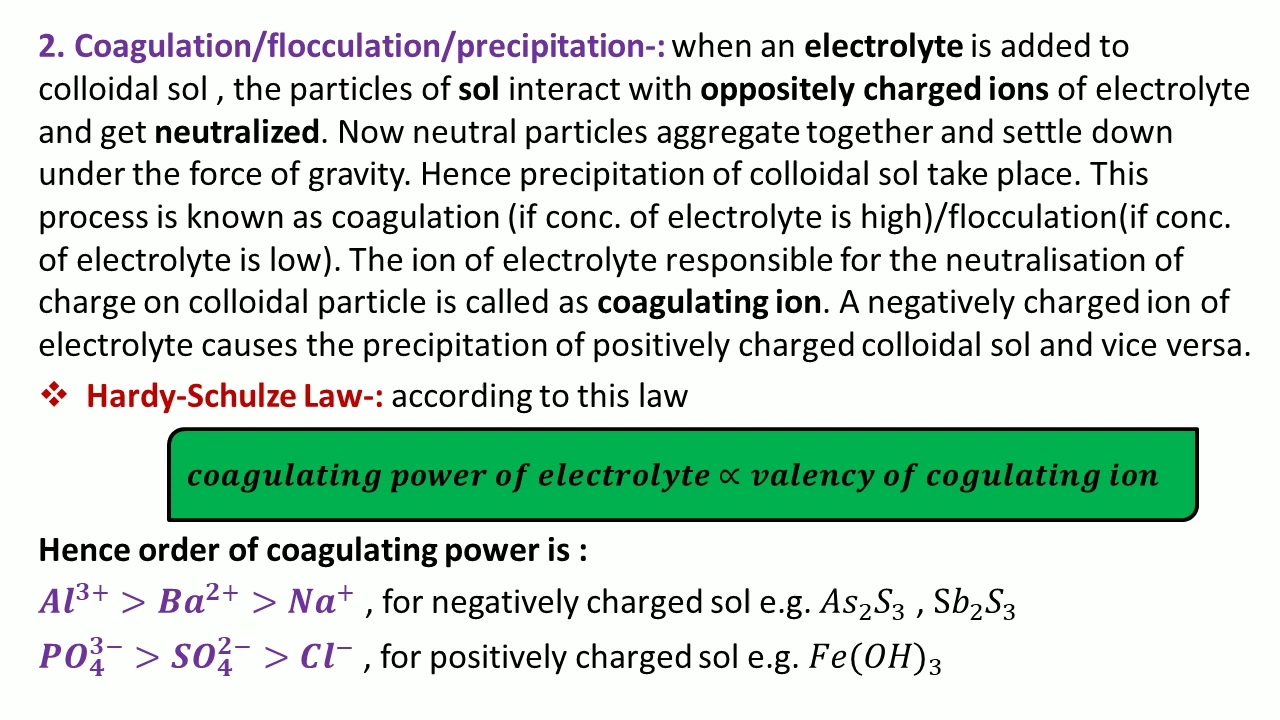 2. Coagulation/flocculation/precipitation-: when an electrolyte is added to
colloidal sol , the particles of sol interact with oppositely charged ions of electrolyte
and get neutralized. Now neutral particles aggregate together and settle down
under the force of gravity. Hence precipitation of colloidal sol take place. This
process is known as coagulation (if conc. of electrolyte is high)/flocculation(if conc.
of electrolyte is low). The ion of electrolyte responsible for the neutralisation of
charge on colloidal particle is called as coagulating ion. A negatively charged ion of
electrolyte causes the precipitation of positively charged colloidal sol and vice versa.
❖ Hardy-Schulze Law-: according to this law
coagulating power of electrolyte ∝ valency of cogulating ion
Hence order of coagulating power is :
Al³⁺ > Ba²⁺ > Na⁺ , for negatively charged sol e.g. As₂S₃ , Sb₂S₃
PO₄³⁻ > SO₄²⁻ > Cl⁻ , for positively charged sol e.g. Fe(OH)₃